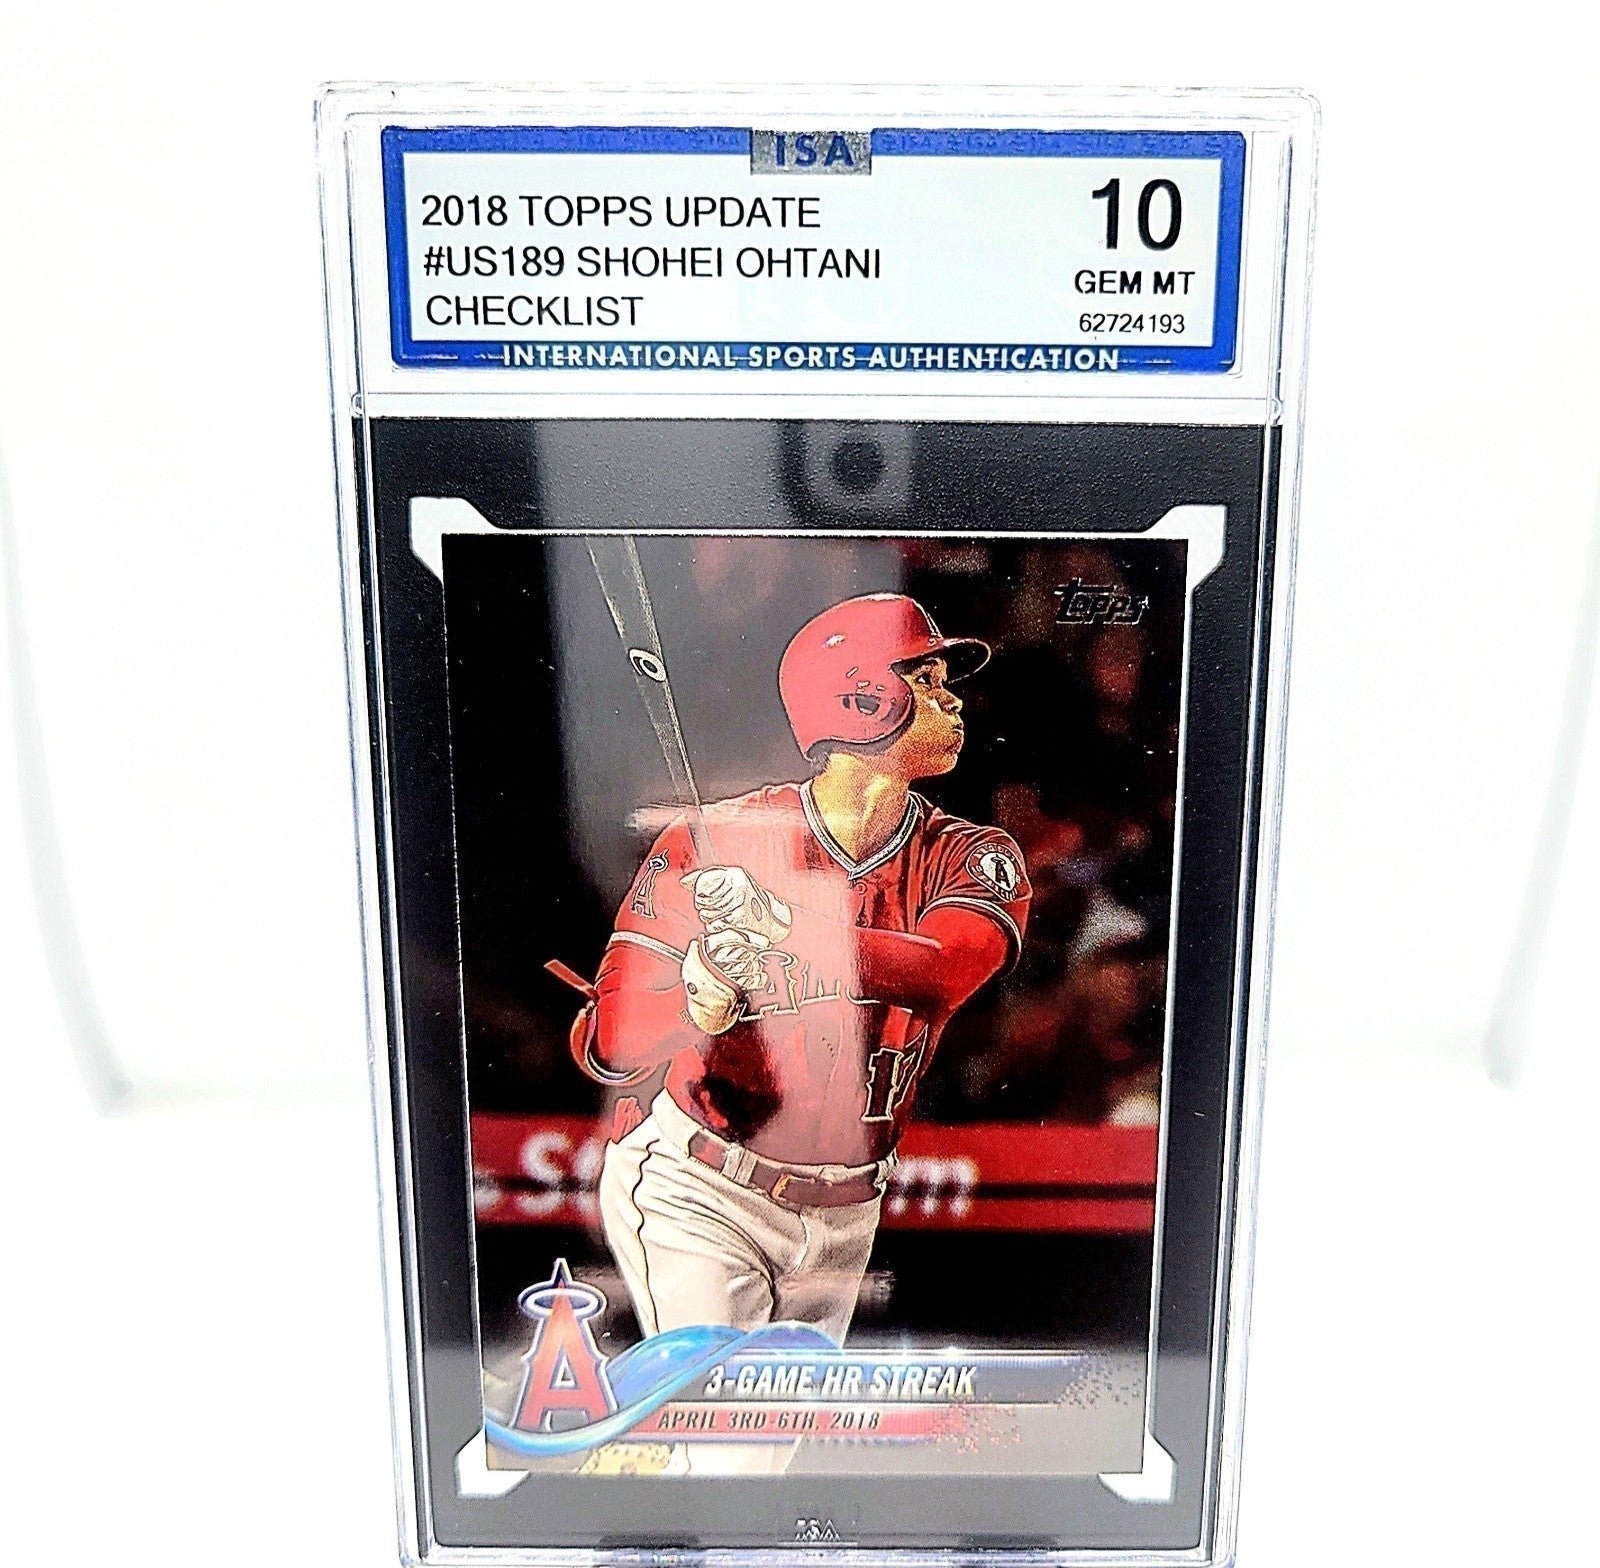 ISA
2018 TOPPS UPDATE
#US189 SHOHEI OHTANI
CHECKLIST
10
GEM MT
62724193
INTERNATIONAL SPORTS AUTHENTICATION
Topps
A
17
3-GAME HR STREAK
APRIL 3RD-6TH, 2018